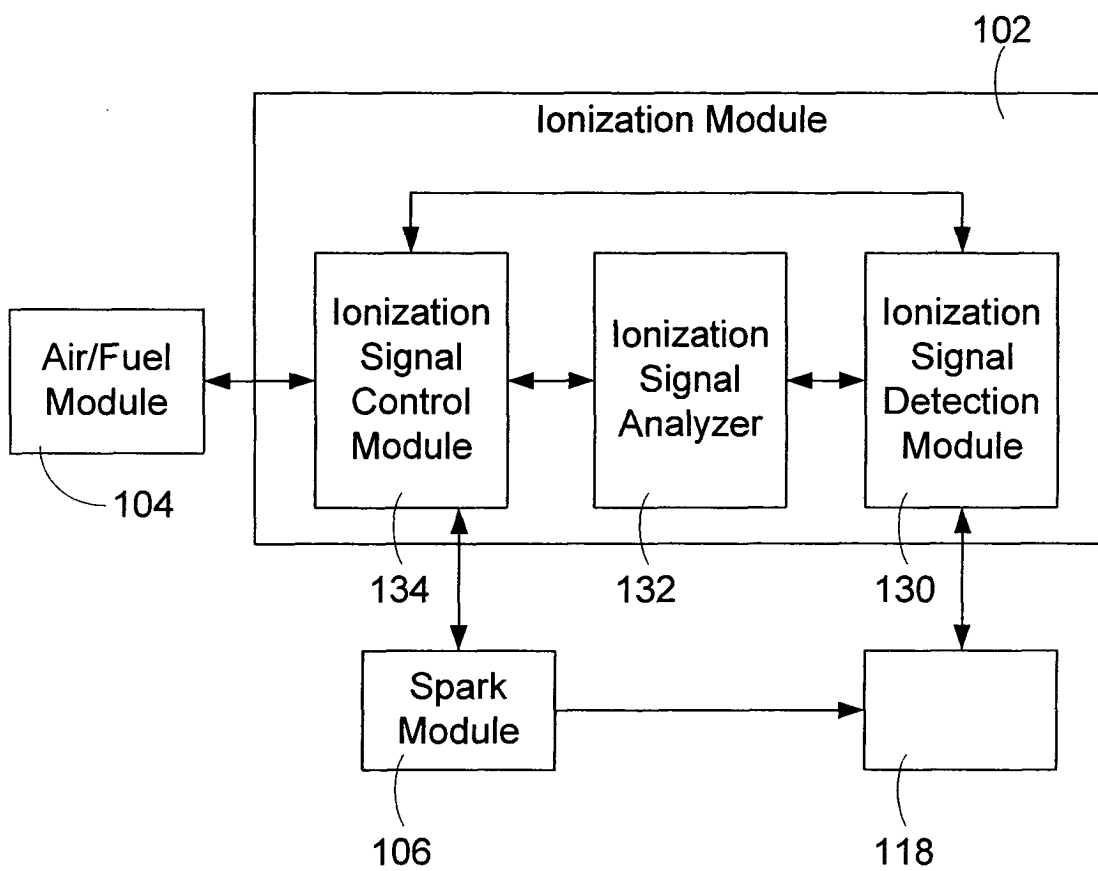 102
Ionization Module
Ionization
Signal
Control
Module
Ionization
Signal
Analyzer
Ionization
Signal
Detection
Module
Air/Fuel
Module
104
134
132
130
Spark
Module
106
118